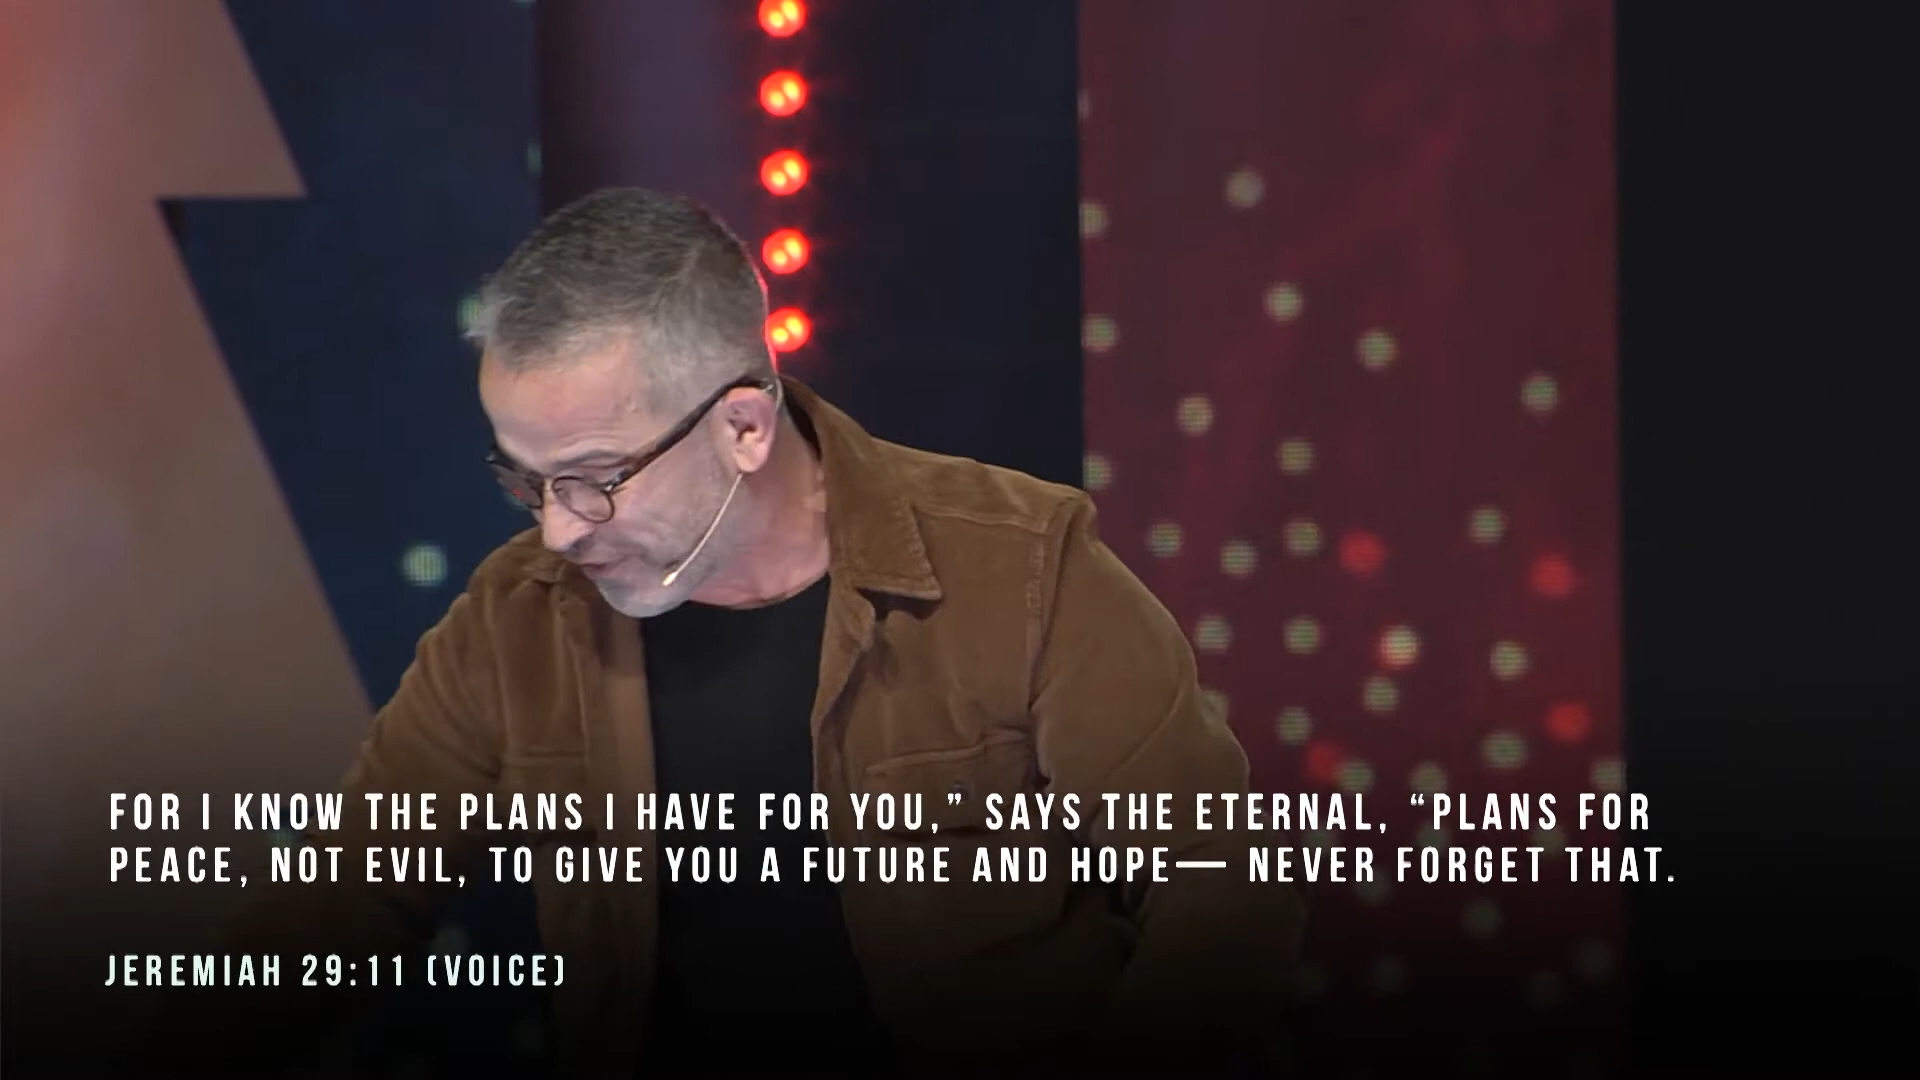 FOR I KNOW THE PLANS I HAVE FOR YOU,” SAYS THE ETERNAL, “PLANS FOR
PEACE, NOT EVIL, TO GIVE YOU A FUTURE AND HOPE— NEVER FORGET THAT.
JEREMIAH 29:11 (VOICE)